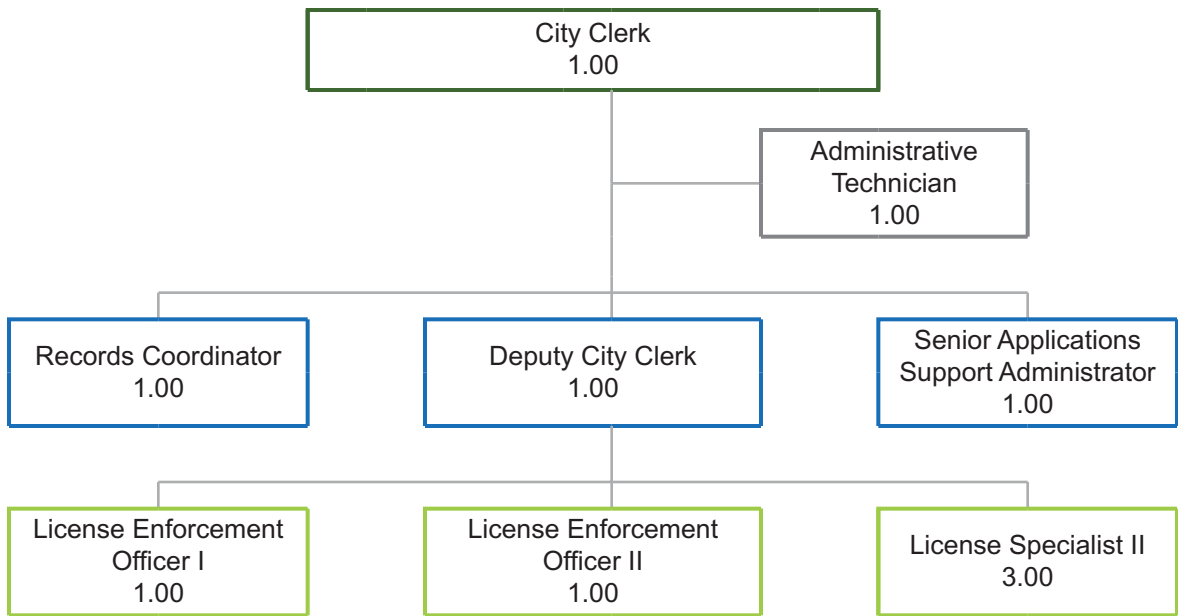 City Clerk
1.00
Administrative
Technician
1.00
Records Coordinator
1.00
Deputy City Clerk
1.00
Senior Applications
Support Administrator
1.00
License Enforcement
Officer I
1.00
License Enforcement
Officer II
1.00
License Specialist II
3.00